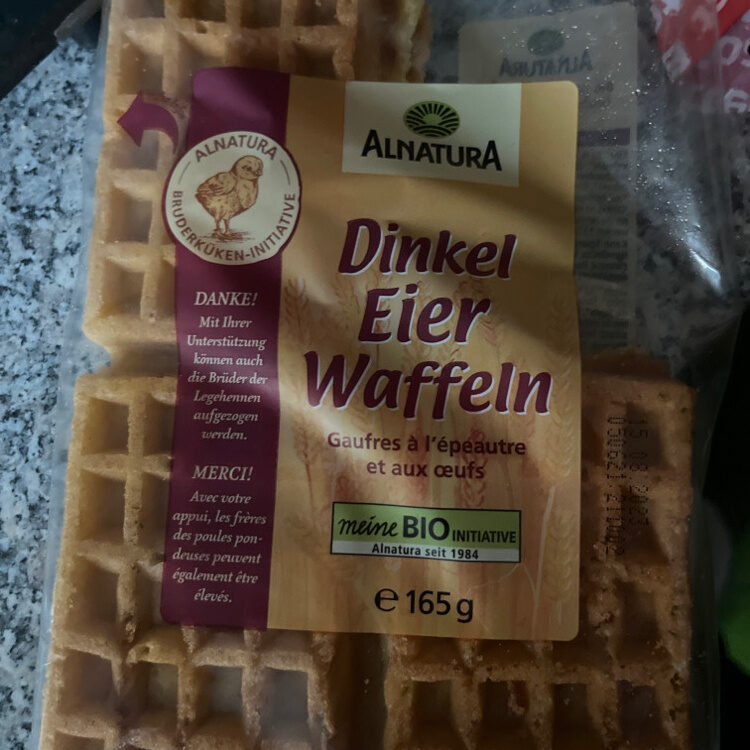 ALNATURA
BRUDERKÜKEN-INITIATIVE
DANKE!
Mit Ihrer
Unterstützung
können auch
die Brüder der
Legehennen
aufgezogen
werden.
MERCI!
Avec votre
appui, les frères
des poules pon-
deuses peuvent
également être
élevés.
ALNATURA
Dinkel
Eier
Waffeln
Gaufres à l'épeautre
et aux œufs
meine BIO INITIATIVE
Alnatura seit 1984
e 165 g
ALNATURA